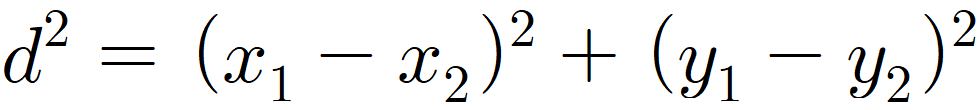 d² = (x₁ − x₂)² + (y₁ − y₂)²